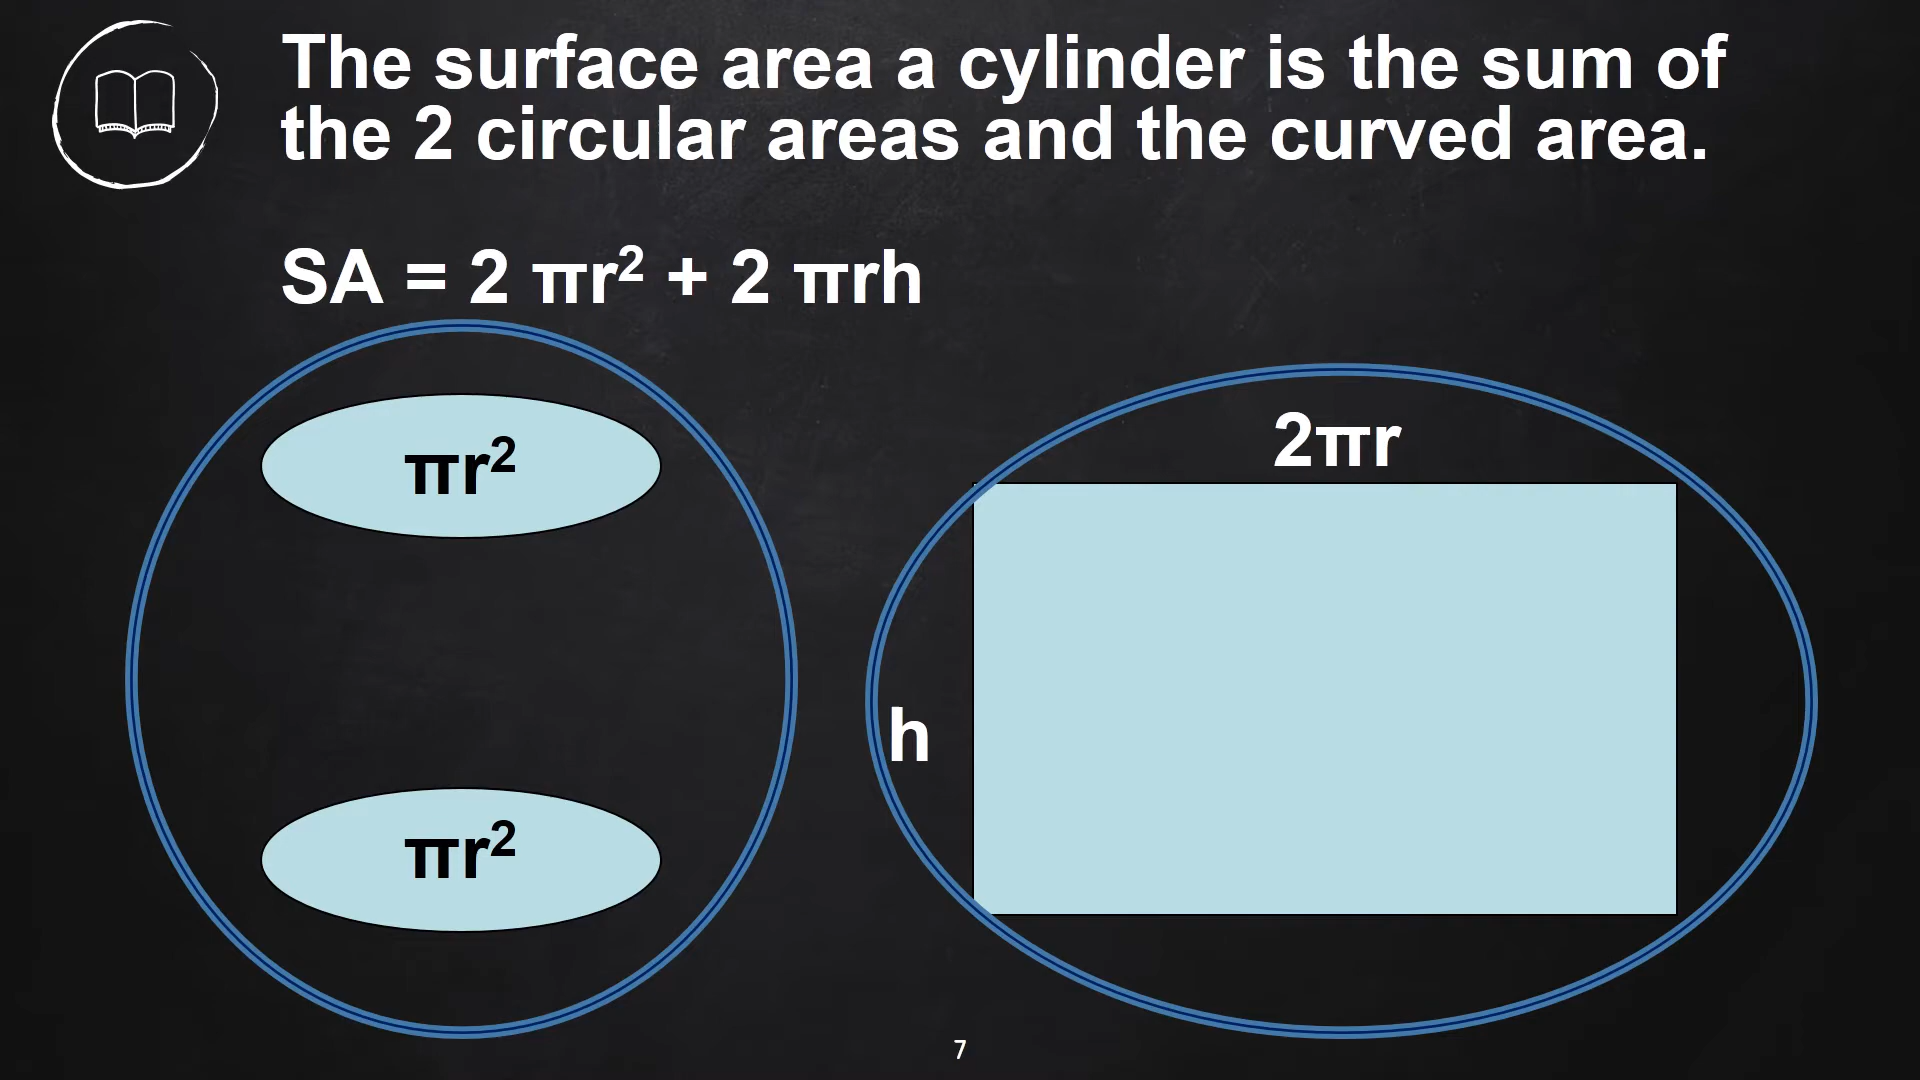 The surface area a cylinder is the sum of
the 2 circular areas and the curved area.
SA = 2 πr² + 2 πrh
πr²
2πr
h
πr²
7